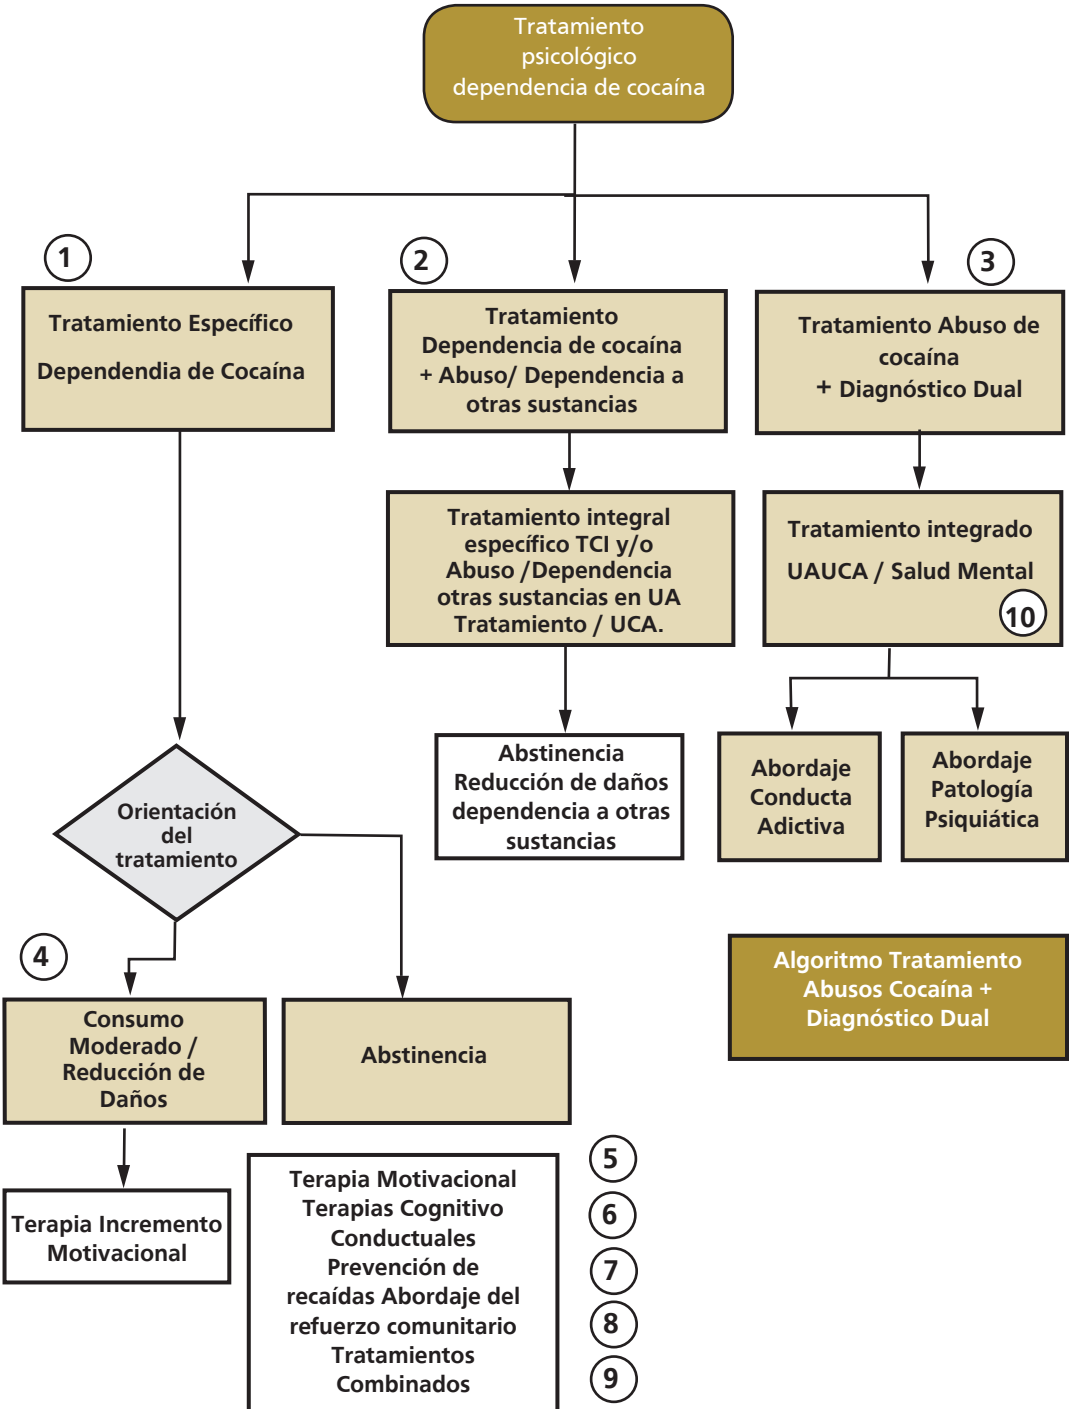 Tratamiento
psicológico
dependencia de cocaína
1
2
3
Tratamiento Específico
Dependendia de Cocaína
Tratamiento
Dependencia de cocaína
+ Abuso/ Dependencia a
otras sustancias
Tratamiento Abuso de
cocaína
+ Diagnóstico Dual
Tratamiento integral
específico TCI y/o
Abuso /Dependencia
otras sustancias en UA
Tratamiento / UCA.
Tratamiento integrado
UAUCA / Salud Mental
10
Abstinencia
Reducción de daños
dependencia a otras
sustancias
Abordaje
Conducta
Adictiva
Abordaje
Patología
Psiquiática
Orientación
del
tratamiento
4
Consumo
Moderado /
Reducción de
Daños
Abstinencia
Algoritmo Tratamiento
Abusos Cocaína +
Diagnóstico Dual
Terapia Incremento
Motivacional
Terapia Motivacional
Terapias Cognitivo
Conductuales
Prevención de
recaídas Abordaje del
refuerzo comunitario
Tratamientos
Combinados
5
6
7
8
9